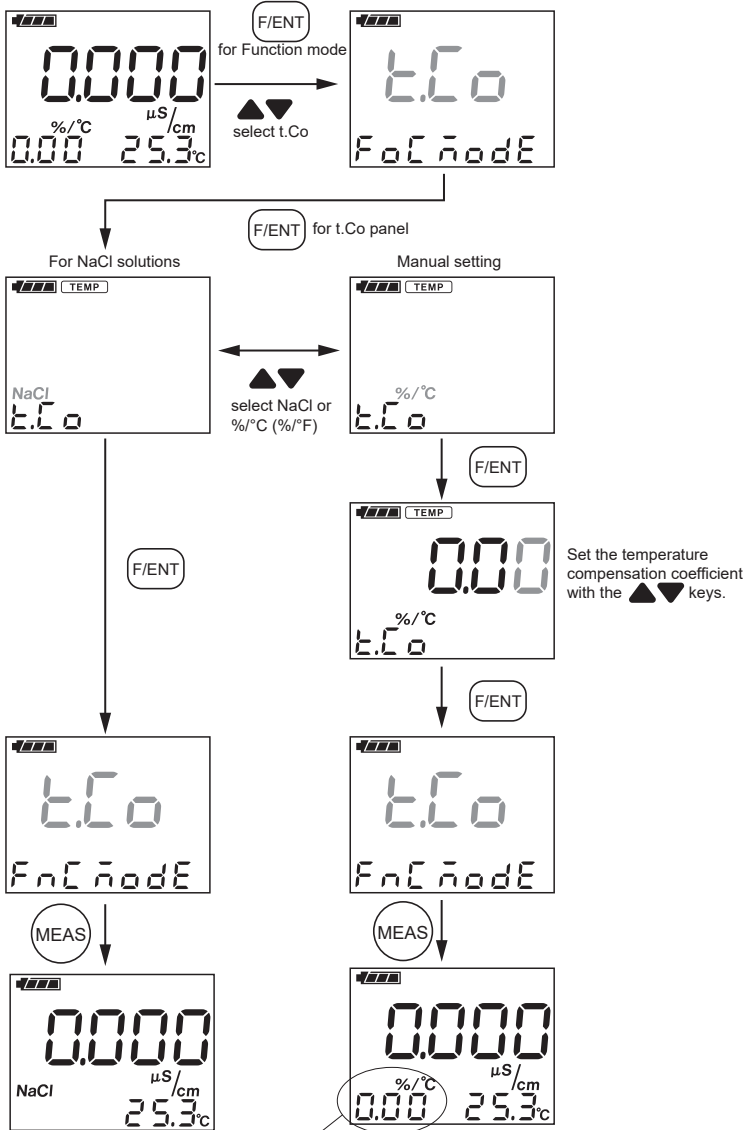 F/ENT
for Function mode
select t.Co
0.000
µS/cm
%/°C
0.00 25.3°C
t.Co
FoC modE
F/ENT for t.Co panel
For NaCl solutions
Manual setting
TEMP
NaCl
t.Co
select NaCl or
%/°C (%/°F)
TEMP
%/°C
t.Co
F/ENT
F/ENT
TEMP
0.00
%/°C
t.Co
Set the temperature
compensation coefficient
with the ▲▼ keys.
F/ENT
t.Co
FnC modE
t.Co
FnC modE
MEAS
MEAS
0.000
µS/cm
NaCl
25.3°C
0.000
µS/cm
%/°C
0.00 25.3°C